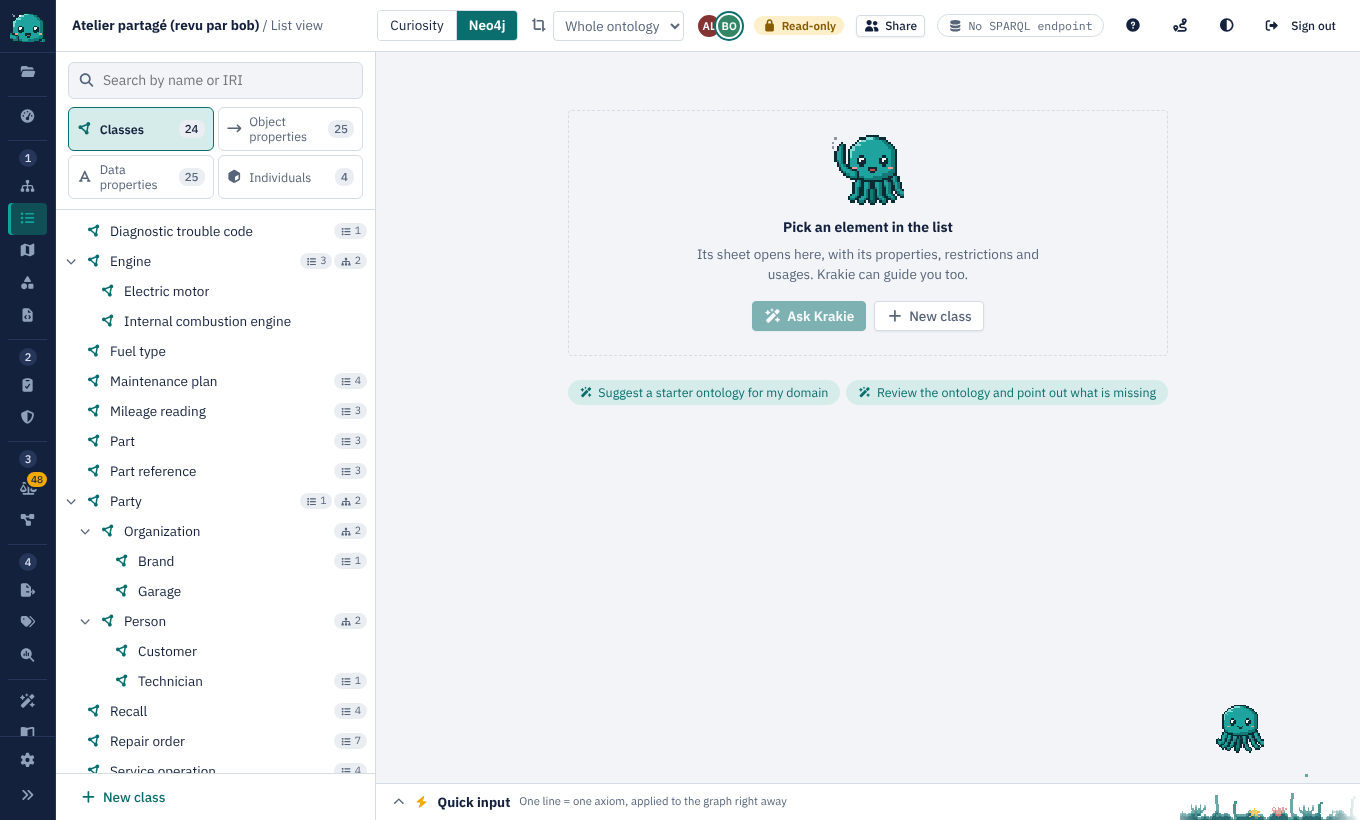 Atelier partagé (revu par bob) / List view
Curiosity
Neo4j
Whole ontology
AL
BO
Read-only
Share
No SPARQL endpoint
Sign out
Search by name or IRI
Classes 24
Object properties 25
Data properties 25
Individuals 4
1
2
3
48
4
Diagnostic trouble code 1
Engine 3 2
Electric motor
Internal combustion engine
Fuel type
Maintenance plan 4
Mileage reading 3
Part 3
Part reference 3
Party 1 2
Organization 2
Brand 1
Garage
Person 2
Customer
Technician 1
Recall 4
Repair order 7
Service operation 4
New class
Pick an element in the list
Its sheet opens here, with its properties, restrictions and
usages. Krakie can guide you too.
Ask Krakie
New class
Suggest a starter ontology for my domain
Review the ontology and point out what is missing
Quick input One line = one axiom, applied to the graph right away